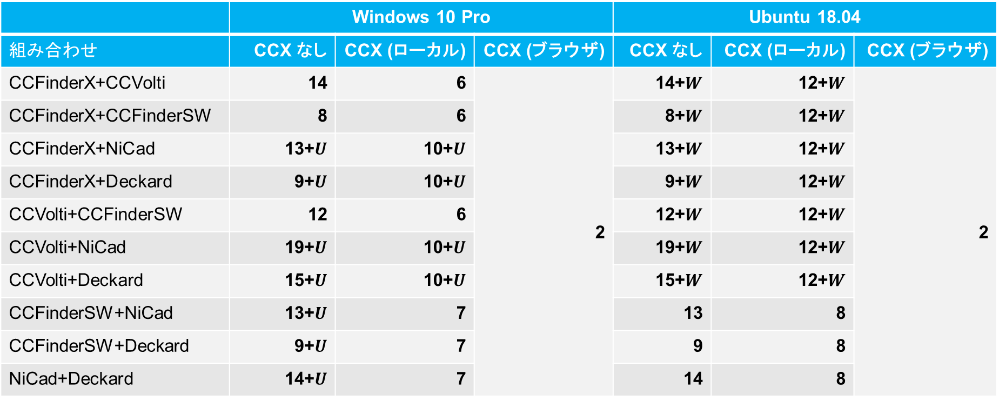 Windows 10 Pro Ubuntu 18.04
組み合わせ CCX なし CCX (ローカル) CCX (ブラウザ) CCX なし CCX (ローカル) CCX (ブラウザ)
CCFinderX+CCVolti 14 6 14+W 12+W
CCFinderX+CCFinderSW 8 6 8+W 12+W
CCFinderX+NiCad 13+U 10+U 13+W 12+W
CCFinderX+Deckard 9+U 10+U 9+W 12+W
CCVolti+CCFinderSW 12 6 12+W 12+W
2 2
CCVolti+NiCad 19+U 10+U 19+W 12+W
CCVolti+Deckard 15+U 10+U 15+W 12+W
CCFinderSW+NiCad 13+U 7 13 8
CCFinderSW+Deckard 9+U 7 9 8
NiCad+Deckard 14+U 7 14 8